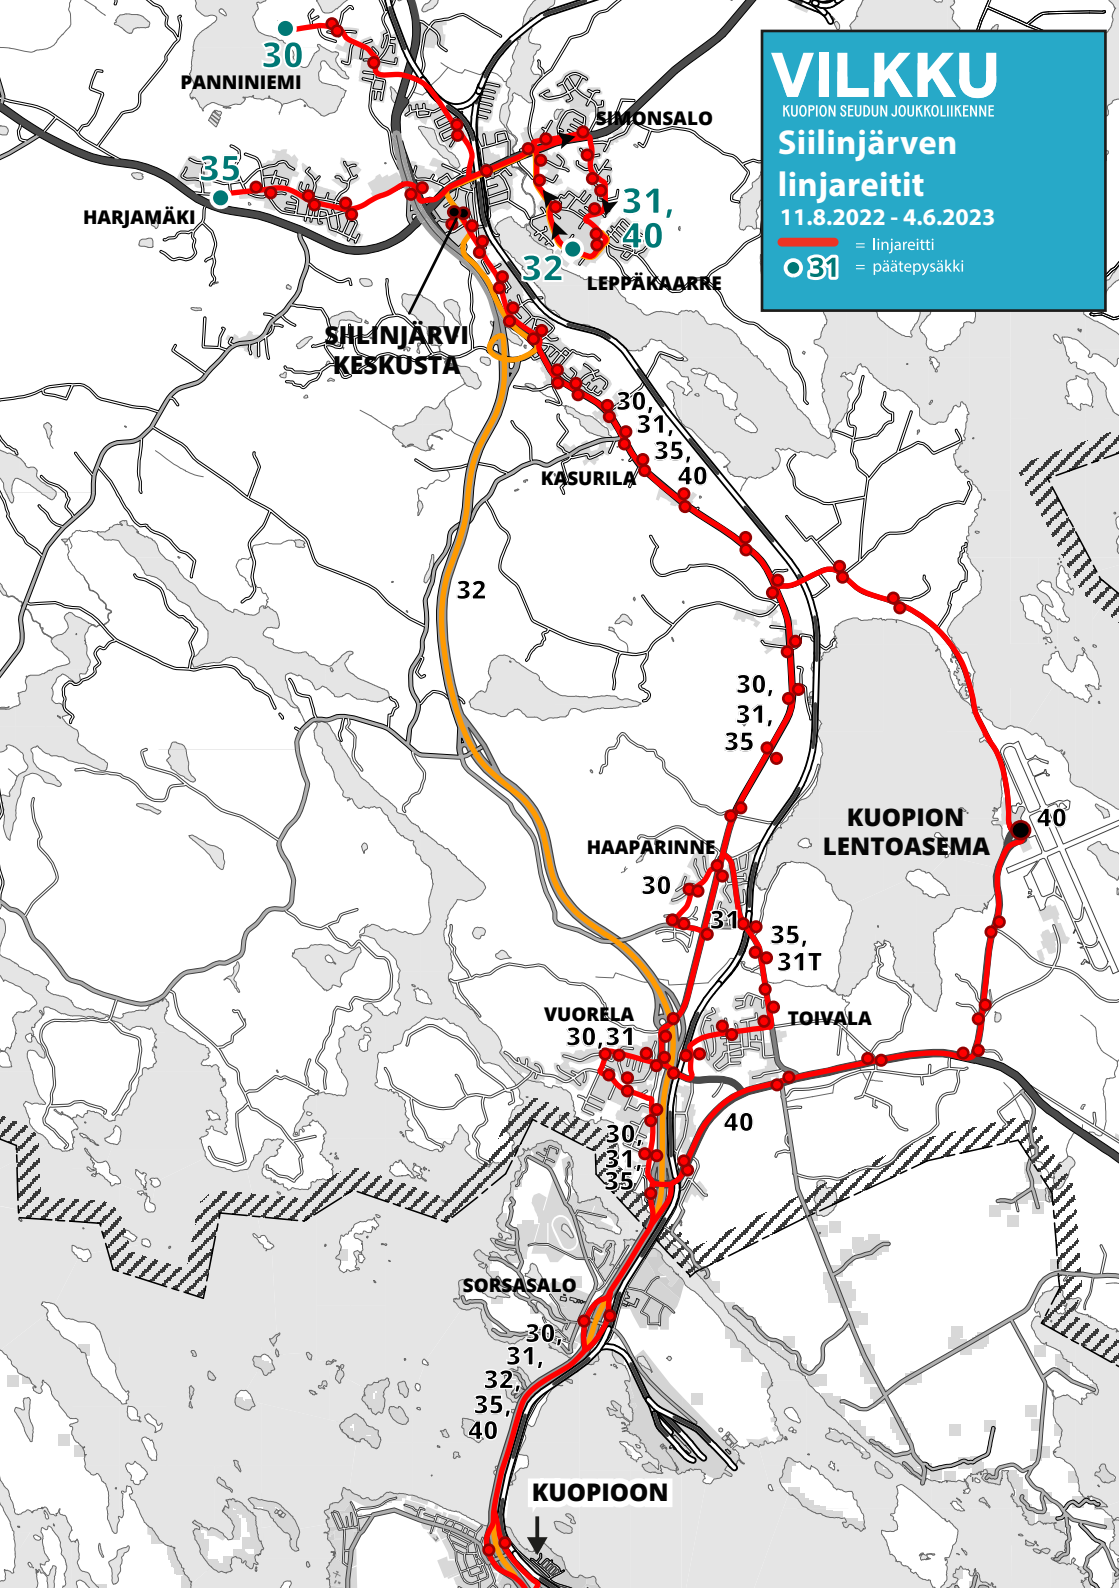 VILKKU
KUOPION SEUDUN JOUKKOLIIKENNE
Siilinjärven
linjareitit
11.8.2022 - 4.6.2023
= linjareitti
31 = päätepysäkki
30
PANNINIEMI
SIMONSALO
35
HARJAMÄKI
31,
40
32
LEPPÄKAARRE
SIILINJÄRVI
KESKUSTA
30,
31,
35,
40
KASURILA
32
30,
31,
35
KUOPION
LENTOASEMA
40
HAAPARINNE
30
31
35,
31T
VUORELA
30,31
TOIVALA
40
30,
31,
35
SORSASALO
30,
31,
32,
35,
40
KUOPIOON